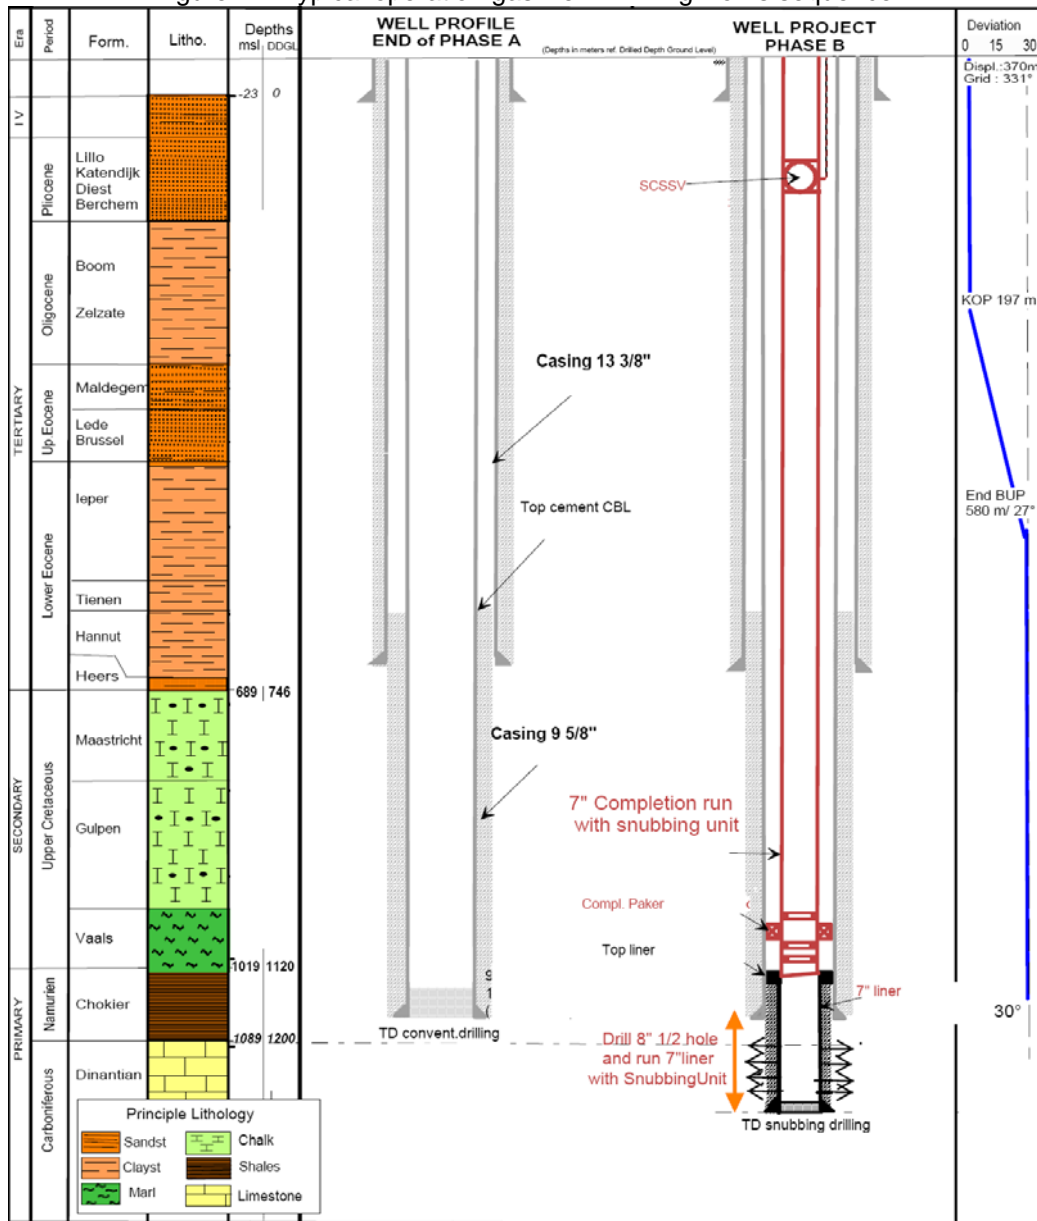 WELL PROFILE
END of PHASE A
(Depths in meters ref. Drilled Depth Ground Level)
WELL PROJECT
PHASE B
Deviation
0 15 30
Era
Period
Form.
Litho.
Depths
msl DDGL
Displ.:370m
Grid : 331°
-23 0
IV
Pliocene
Lillo
Katendijk
Diest
Berchem
SCSSV
TERTIARY
Oligocene
Boom
Zelzate
KOP 197 m
Up.Eocene
Maldegem
Lede
Brussel
Casing 13 3/8"
Lower Eocene
Ieper
Tienen
Hannut
Heers
Top cement CBL
End BUP
580 m/ 27°
689 746
SECONDARY
Upper Cretaceous
Maastricht
Gulpen
Vaals
Casing 9 5/8"
7" Completion run
with snubbing unit
Compl. Paker
Top liner
1019 1120
PRIMARY
Namurien
Chokier
7" liner
30°
1089 1200
TD convent.drilling
Drill 8" 1/2 hole
and run 7"liner
with SnubbingUnit
Carboniferous
Dinantian
TD snubbing drilling
Principle Lithology
Sandst
Chalk
Clayst
Shales
Marl
Limestone